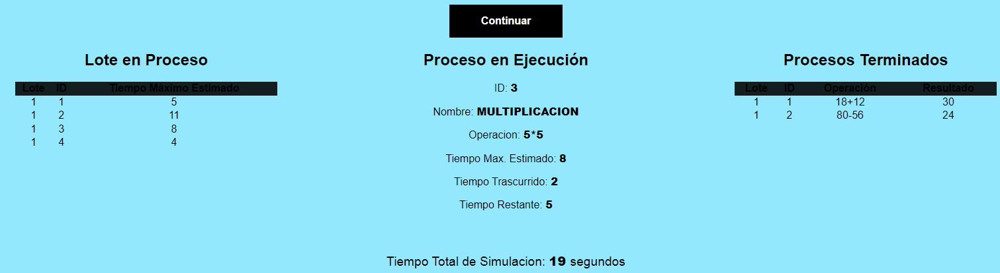 Continuar
Lote en Proceso
Lote ID Tiempo Máximo Estimado
1 1 5
1 2 11
1 3 8
1 4 4
Proceso en Ejecución
ID: 3
Nombre: MULTIPLICACION
Operacion: 5*5
Tiempo Max. Estimado: 8
Tiempo Trascurrido: 2
Tiempo Restante: 5
Procesos Terminados
Lote ID Operación Resultado
1 1 18+12 30
1 2 80-56 24
Tiempo Total de Simulacion: 19 segundos